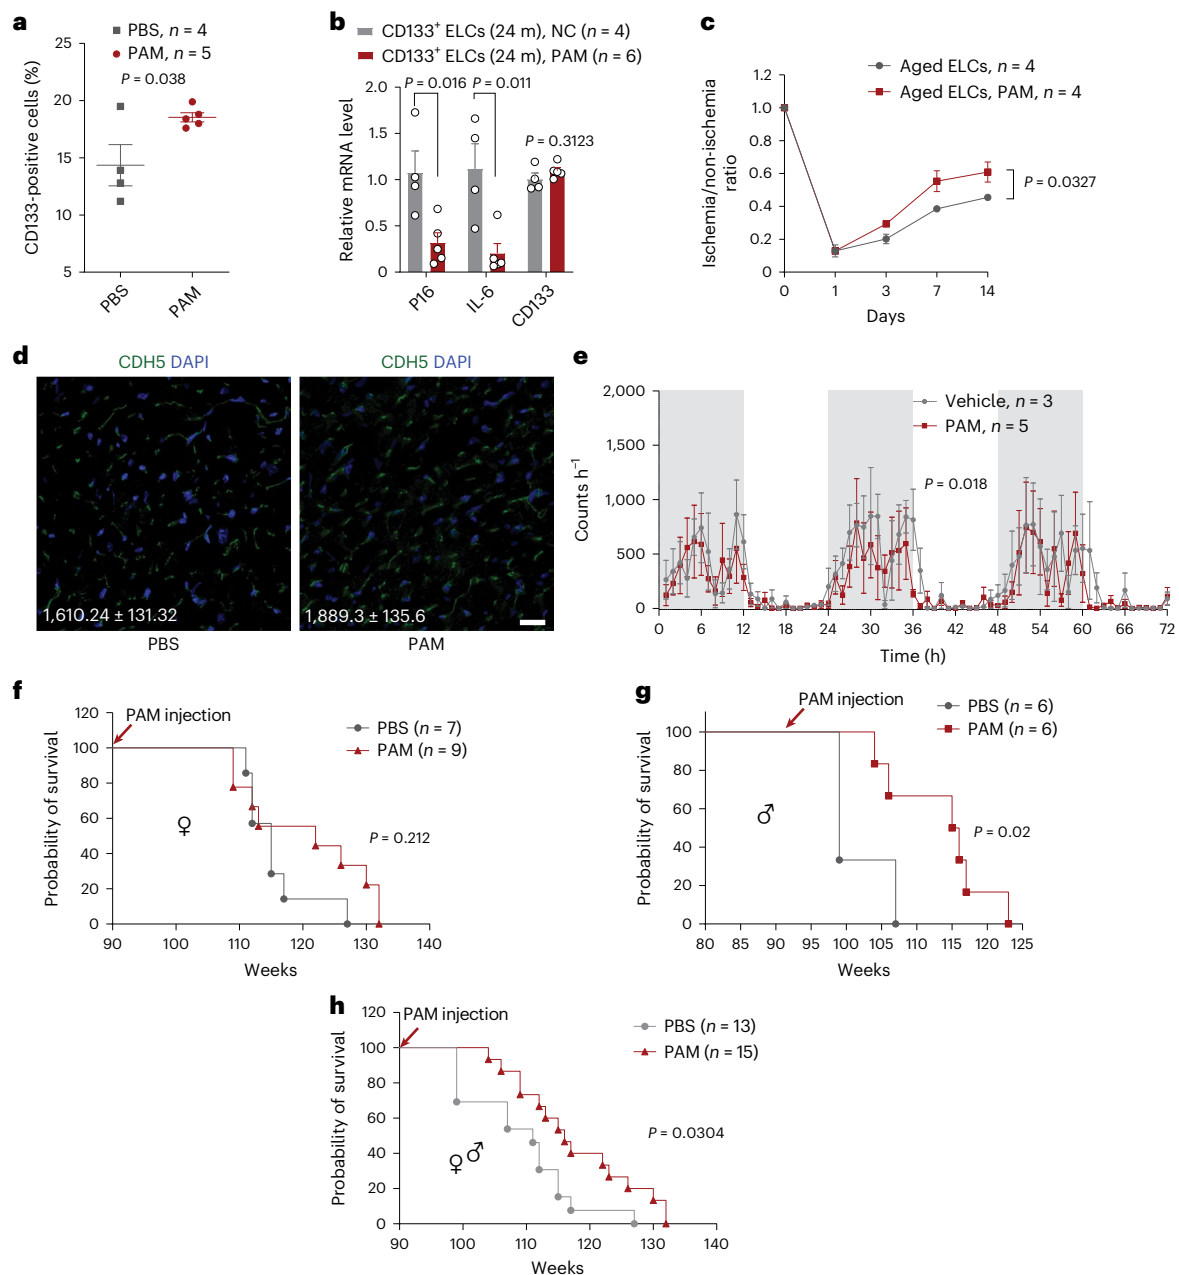 a
PBS, n = 4
PAM, n = 5
P = 0.038
CD133-positive cells (%)
25
20
15
10
5
PBS
PAM
b
CD133+ ELCs (24 m), NC (n = 4)
CD133+ ELCs (24 m), PAM (n = 6)
P = 0.016
P = 0.011
P = 0.3123
Relative mRNA level
2.0
1.5
1.0
0.5
0
P16
IL-6
CD133
c
Aged ELCs, n = 4
Aged ELCs, PAM, n = 4
Ischemia/non-ischemia
ratio
1.2
1.0
0.8
0.6
0.4
0.2
0
P = 0.0327
0 1 3 7 14
Days
d
CDH5 DAPI
CDH5 DAPI
1,610.24 ± 131.32
1,889.3 ± 135.6
PBS
PAM
e
Vehicle, n = 3
PAM, n = 5
P = 0.018
Counts h−1
2,000
1,500
1,000
500
0
0 6 12 18 24 30 36 42 48 54 60 66 72
Time (h)
f
PAM injection
PBS (n = 7)
PAM (n = 9)
P = 0.212
♀
Probability of survival
120
100
80
60
40
20
0
90 100 110 120 130 140
Weeks
g
PAM injection
PBS (n = 6)
PAM (n = 6)
P = 0.02
♂
Probability of survival
100
80
60
40
20
0
80 85 90 95 100 105 110 115 120 125
Weeks
h
PAM injection
PBS (n = 13)
PAM (n = 15)
P = 0.0304
♀♂
Probability of survival
120
100
80
60
40
20
0
90 100 110 120 130 140
Weeks